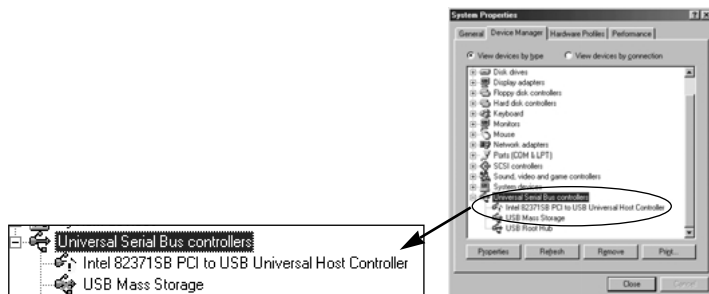 System Properties
General Device Manager Hardware Profiles Performance
View devices by type View devices by connection
Disk drives
Display adapters
Floppy disk controllers
Hard disk controllers
Keyboard
Monitors
Mouse
Network adapters
Ports (COM & LPT)
SCSI controllers
Sound, video and game controllers
System devices
Universal Serial Bus controllers
Intel 82371SB PCI to USB Universal Host Controller
USB Mass Storage
USB Root Hub
Properties Refresh Remove Print...
Close Cancel
Universal Serial Bus controllers
Intel 82371SB PCI to USB Universal Host Controller
USB Mass Storage